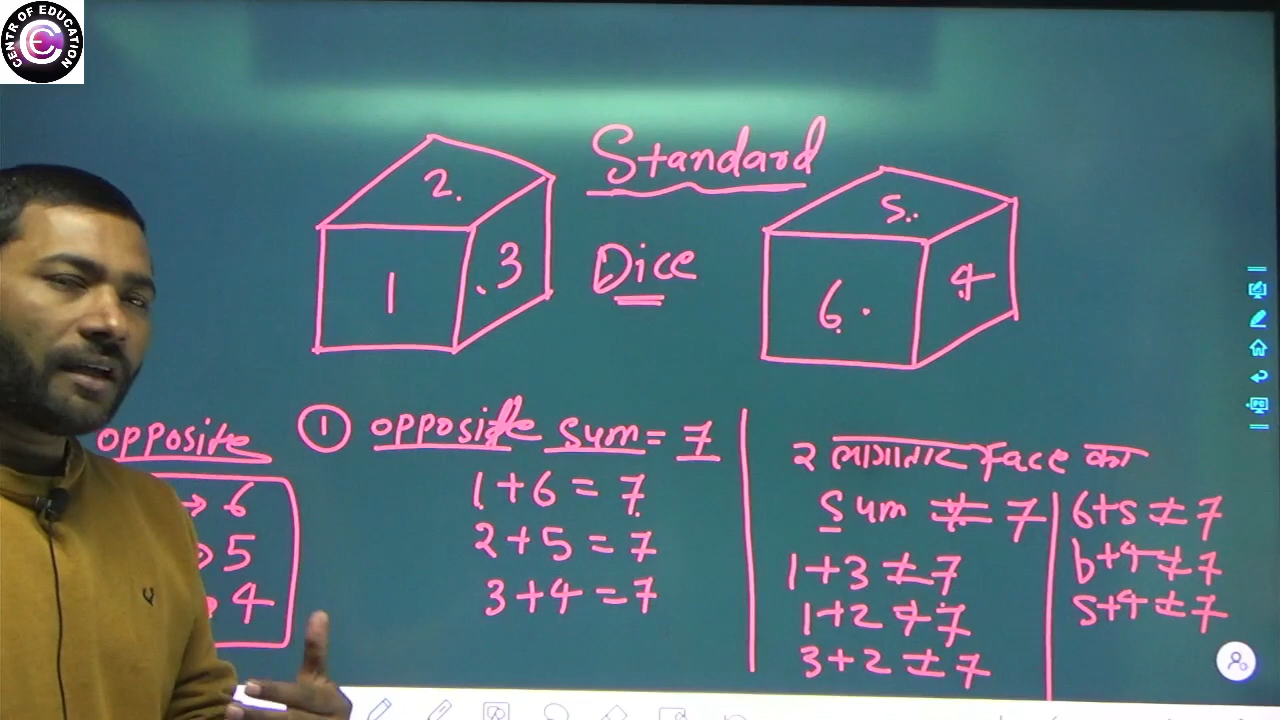 CENTR OF EDUCATION
Standard
Dice
2.
1
3
5..
6
4
opposite
→ 6
5
4
① opposite sum = 7
1 + 6 = 7
2 + 5 = 7
3 + 4 = 7
2 लगातार face का
Sum ≠ 7
1 + 3 ≠ 7
1 + 2 ≠ 7
3 + 2 ≠ 7
6 + 5 ≠ 7
6 + 4 ≠ 7
5 + 4 ≠ 7